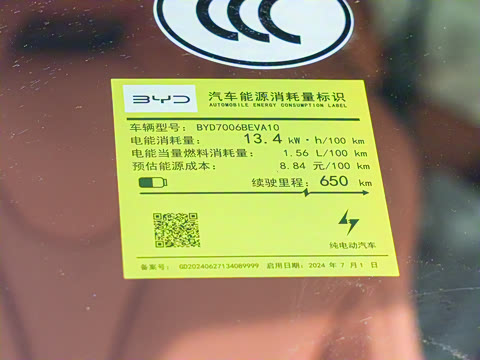 CCC
BYD 汽车能源消耗量标识
AUTOMOBILE ENERGY CONSUMPTION LABEL
车辆型号: BYD7006BEVA10
电能消耗量: 13.4 kW·h/100 km
电能当量燃料消耗量: 1.56 L/100 km
预估能源成本: 8.84 元/100 km
续驶里程: 650 km
纯电动汽车
备案号: GD20240627134089999 启用日期: 2024 年 7 月 1 日